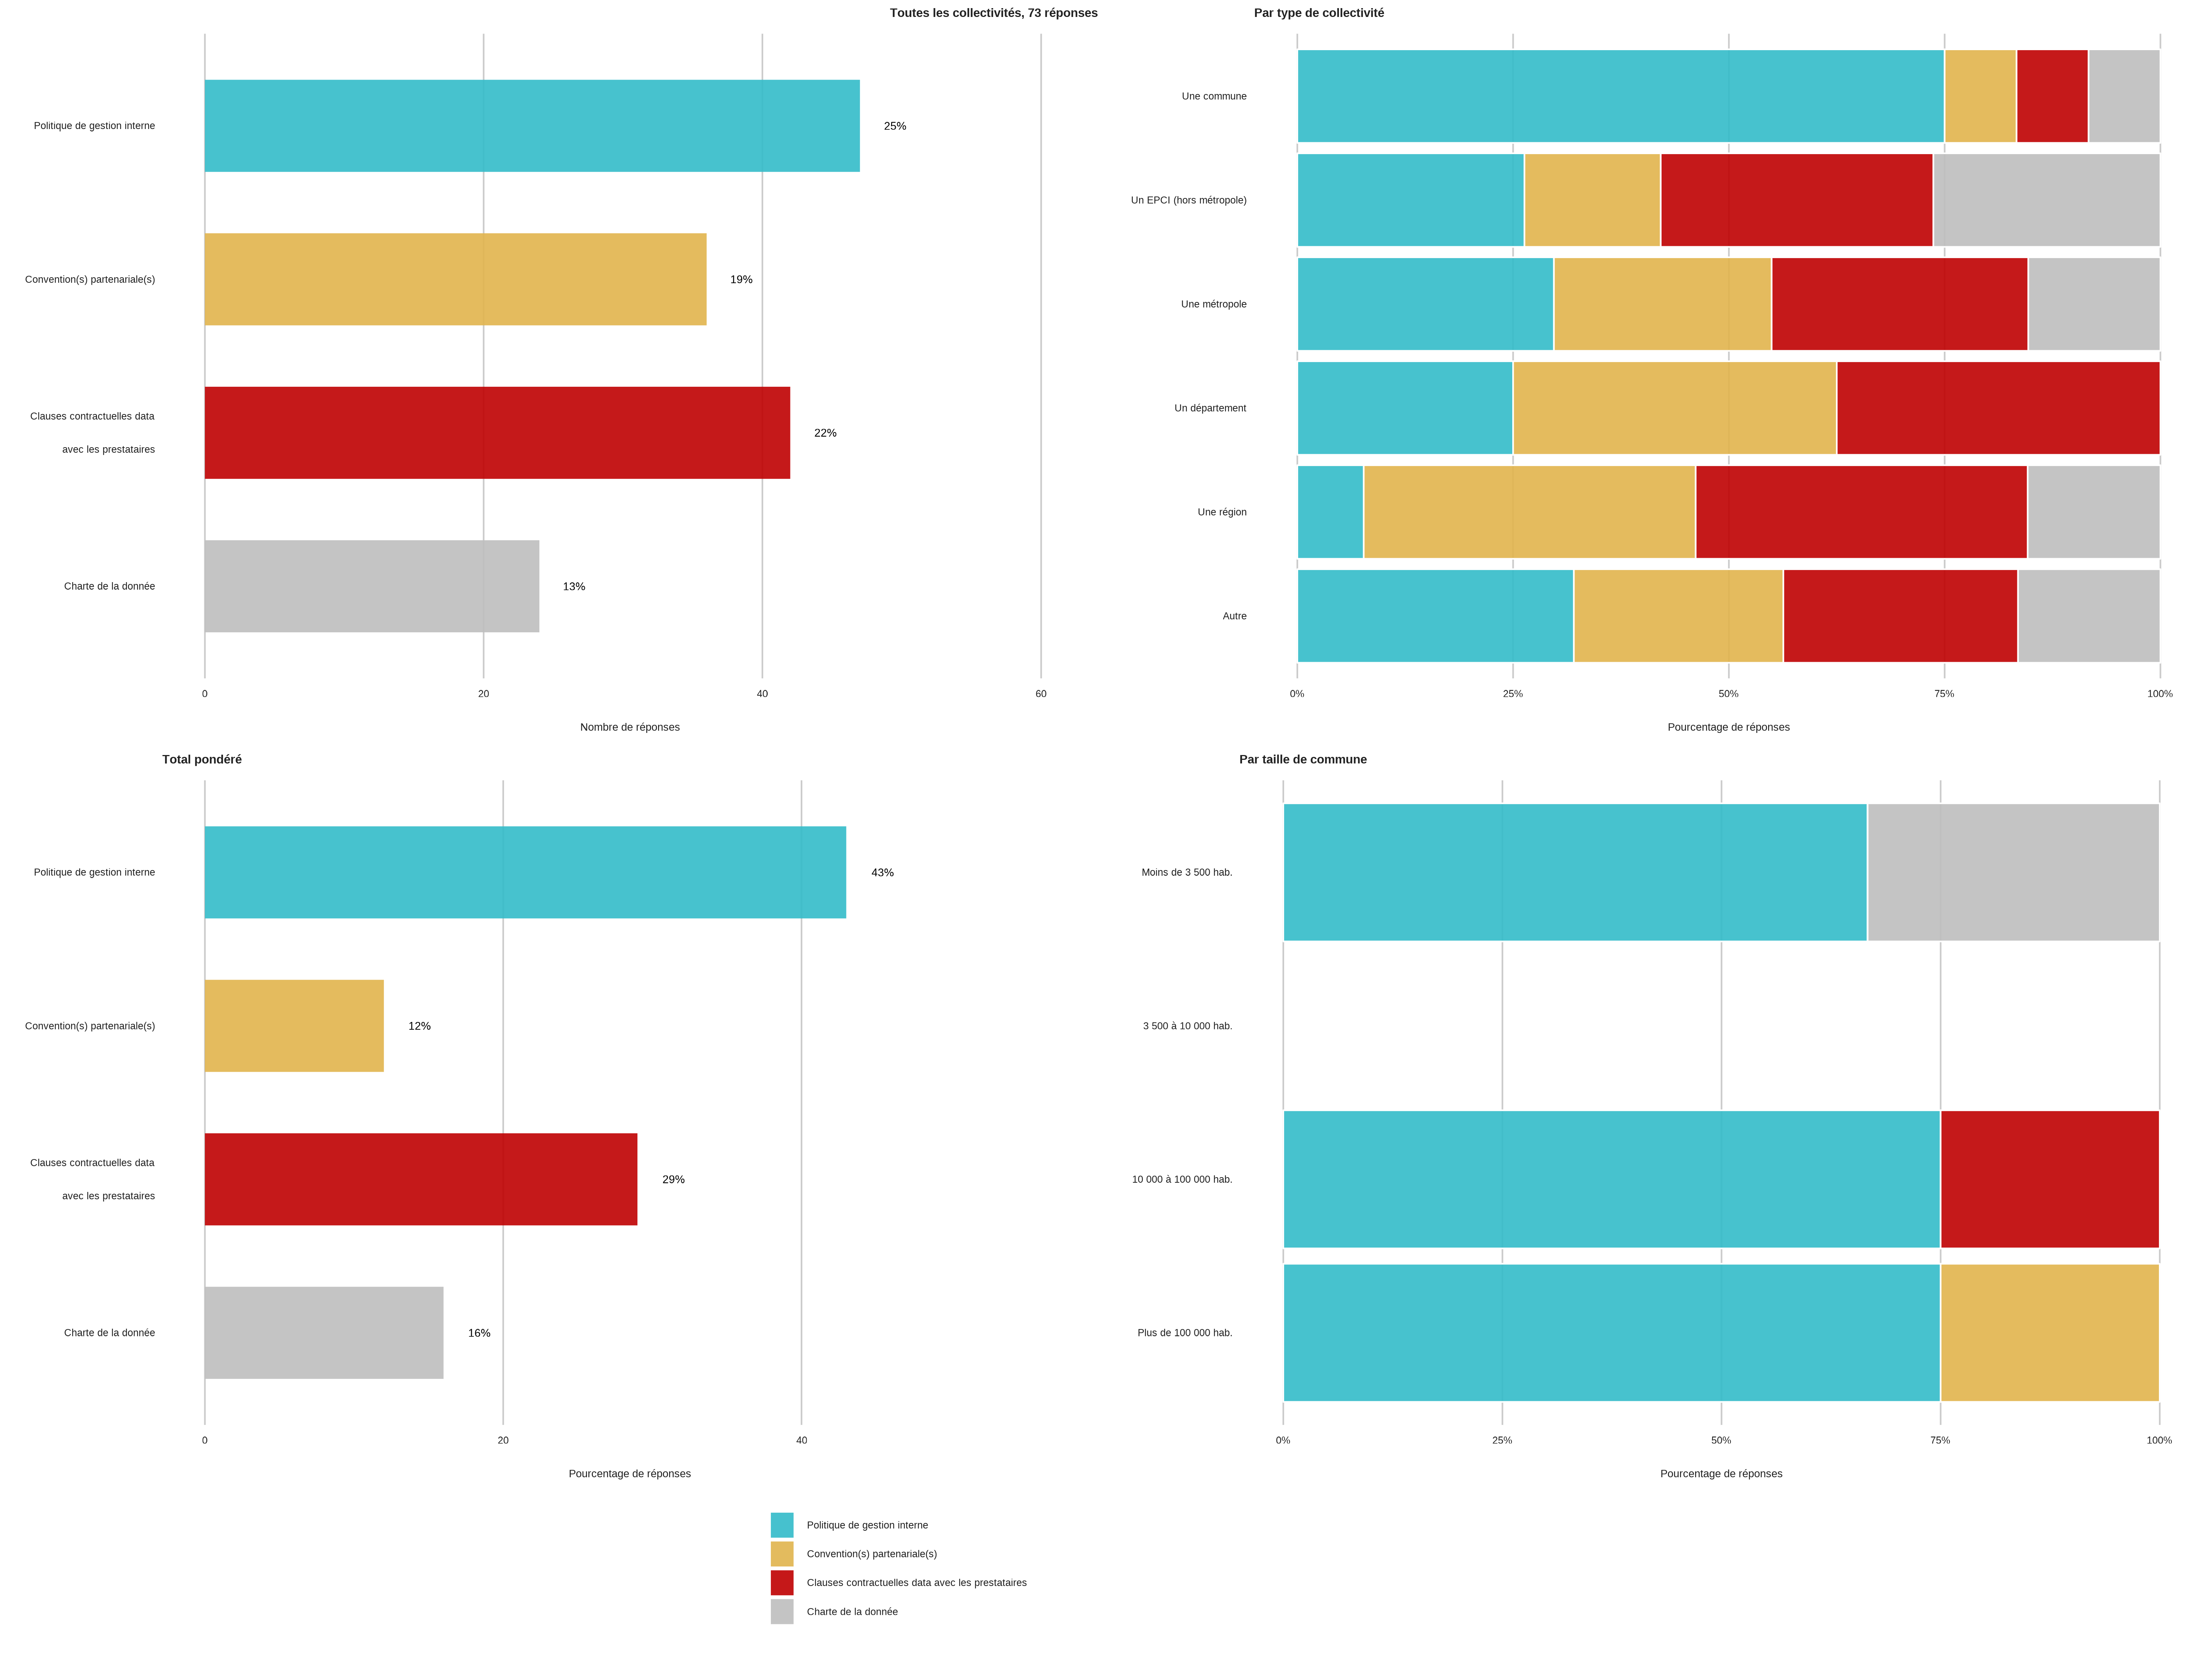 Toutes les collectivités, 73 réponses
Politique de gestion interne
25%
Convention(s) partenariale(s)
19%
Clauses contractuelles data
avec les prestataires
22%
Charte de la donnée
13%
0
20
40
60
Nombre de réponses
Par type de collectivité
Une commune
Un EPCI (hors métropole)
Une métropole
Un département
Une région
Autre
0%
25%
50%
75%
100%
Pourcentage de réponses
Total pondéré
Politique de gestion interne
43%
Convention(s) partenariale(s)
12%
Clauses contractuelles data
avec les prestataires
29%
Charte de la donnée
16%
0
20
40
Pourcentage de réponses
Par taille de commune
Moins de 3 500 hab.
3 500 à 10 000 hab.
10 000 à 100 000 hab.
Plus de 100 000 hab.
0%
25%
50%
75%
100%
Pourcentage de réponses
Politique de gestion interne
Convention(s) partenariale(s)
Clauses contractuelles data avec les prestataires
Charte de la donnée